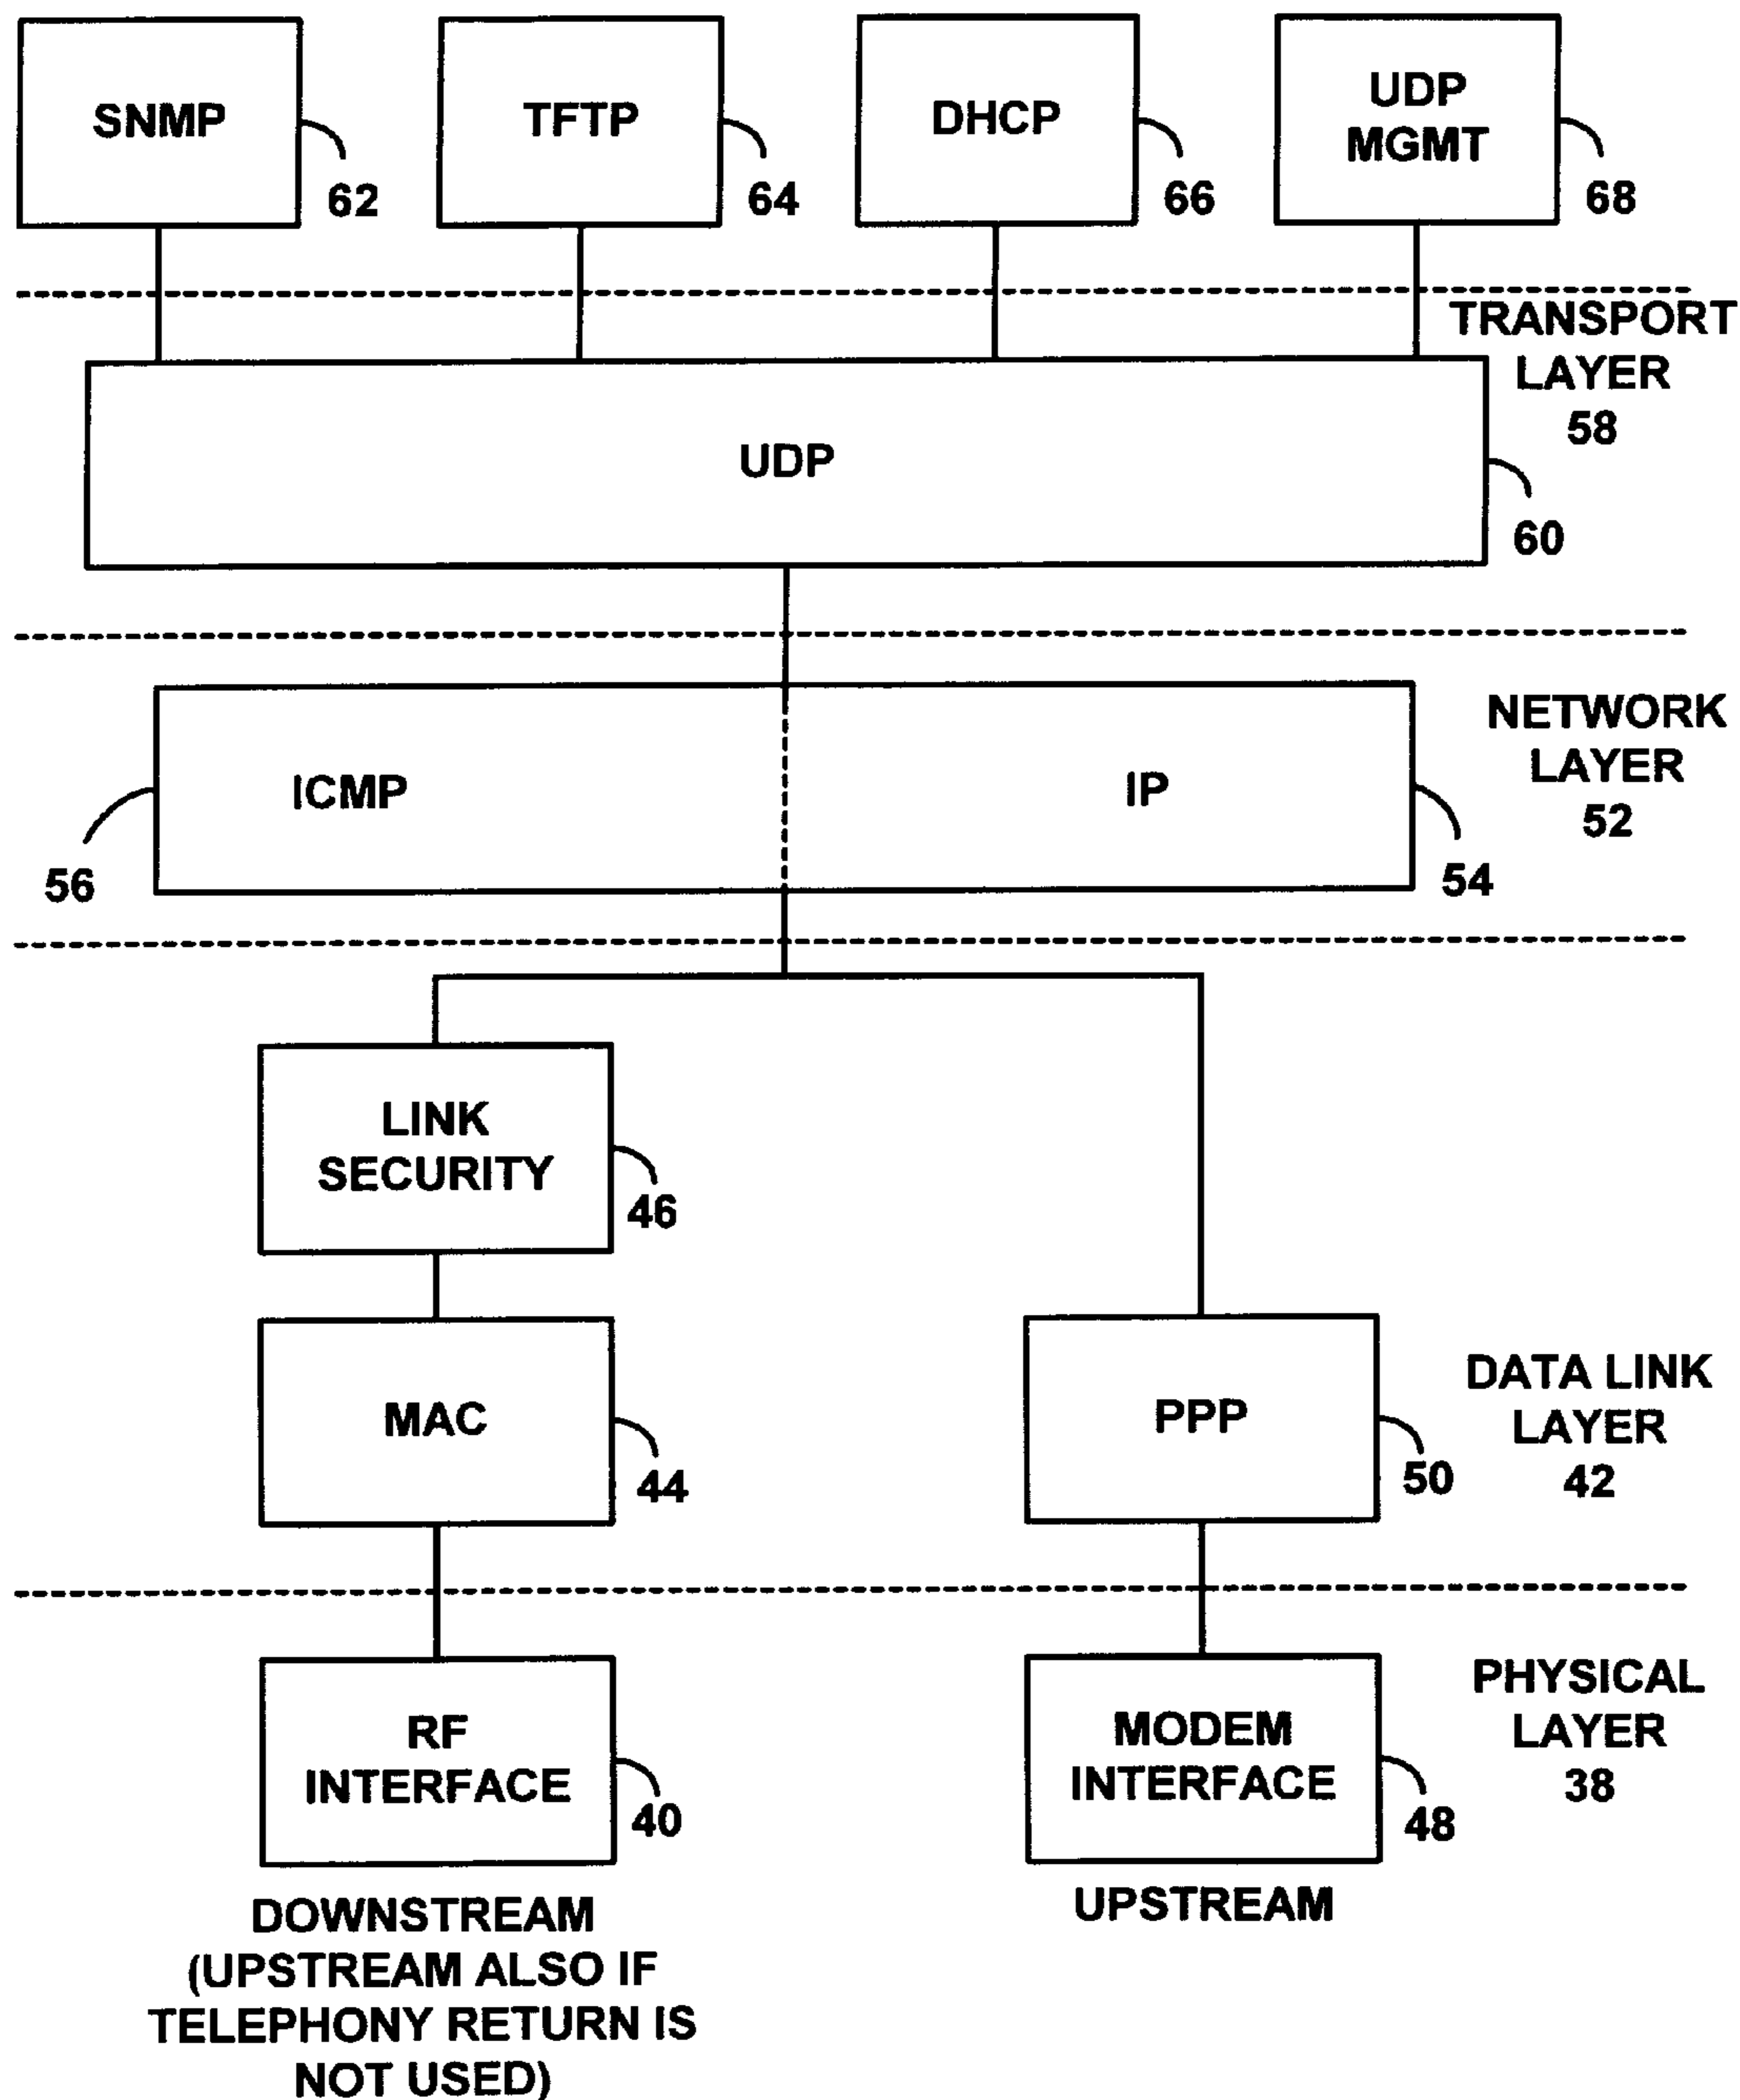 SNMP
62
TFTP
64
DHCP
66
UDP
MGMT
68
TRANSPORT
LAYER
58
UDP
60
NETWORK
LAYER
52
ICMP
56
IP
54
LINK
SECURITY
46
MAC
44
PPP
50
DATA LINK
LAYER
42
RF
INTERFACE
40
MODEM
INTERFACE
48
PHYSICAL
LAYER
38
DOWNSTREAM
(UPSTREAM ALSO IF
TELEPHONY RETURN IS
NOT USED)
UPSTREAM